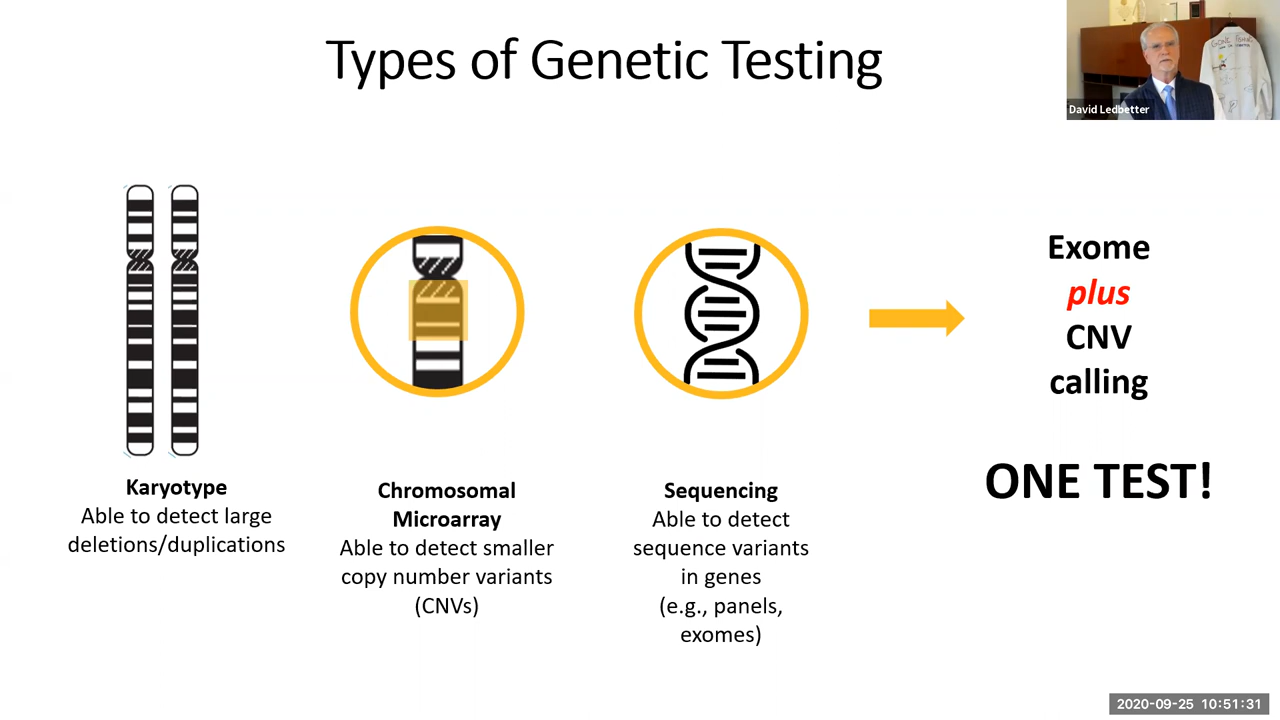 Types of Genetic Testing
David Ledbetter
Karyotype
Able to detect large
deletions/duplications
Chromosomal
Microarray
Able to detect smaller
copy number variants
(CNVs)
Sequencing
Able to detect
sequence variants
in genes
(e.g., panels,
exomes)
Exome
plus
CNV
calling
ONE TEST!
2020-09-25 10:51:31